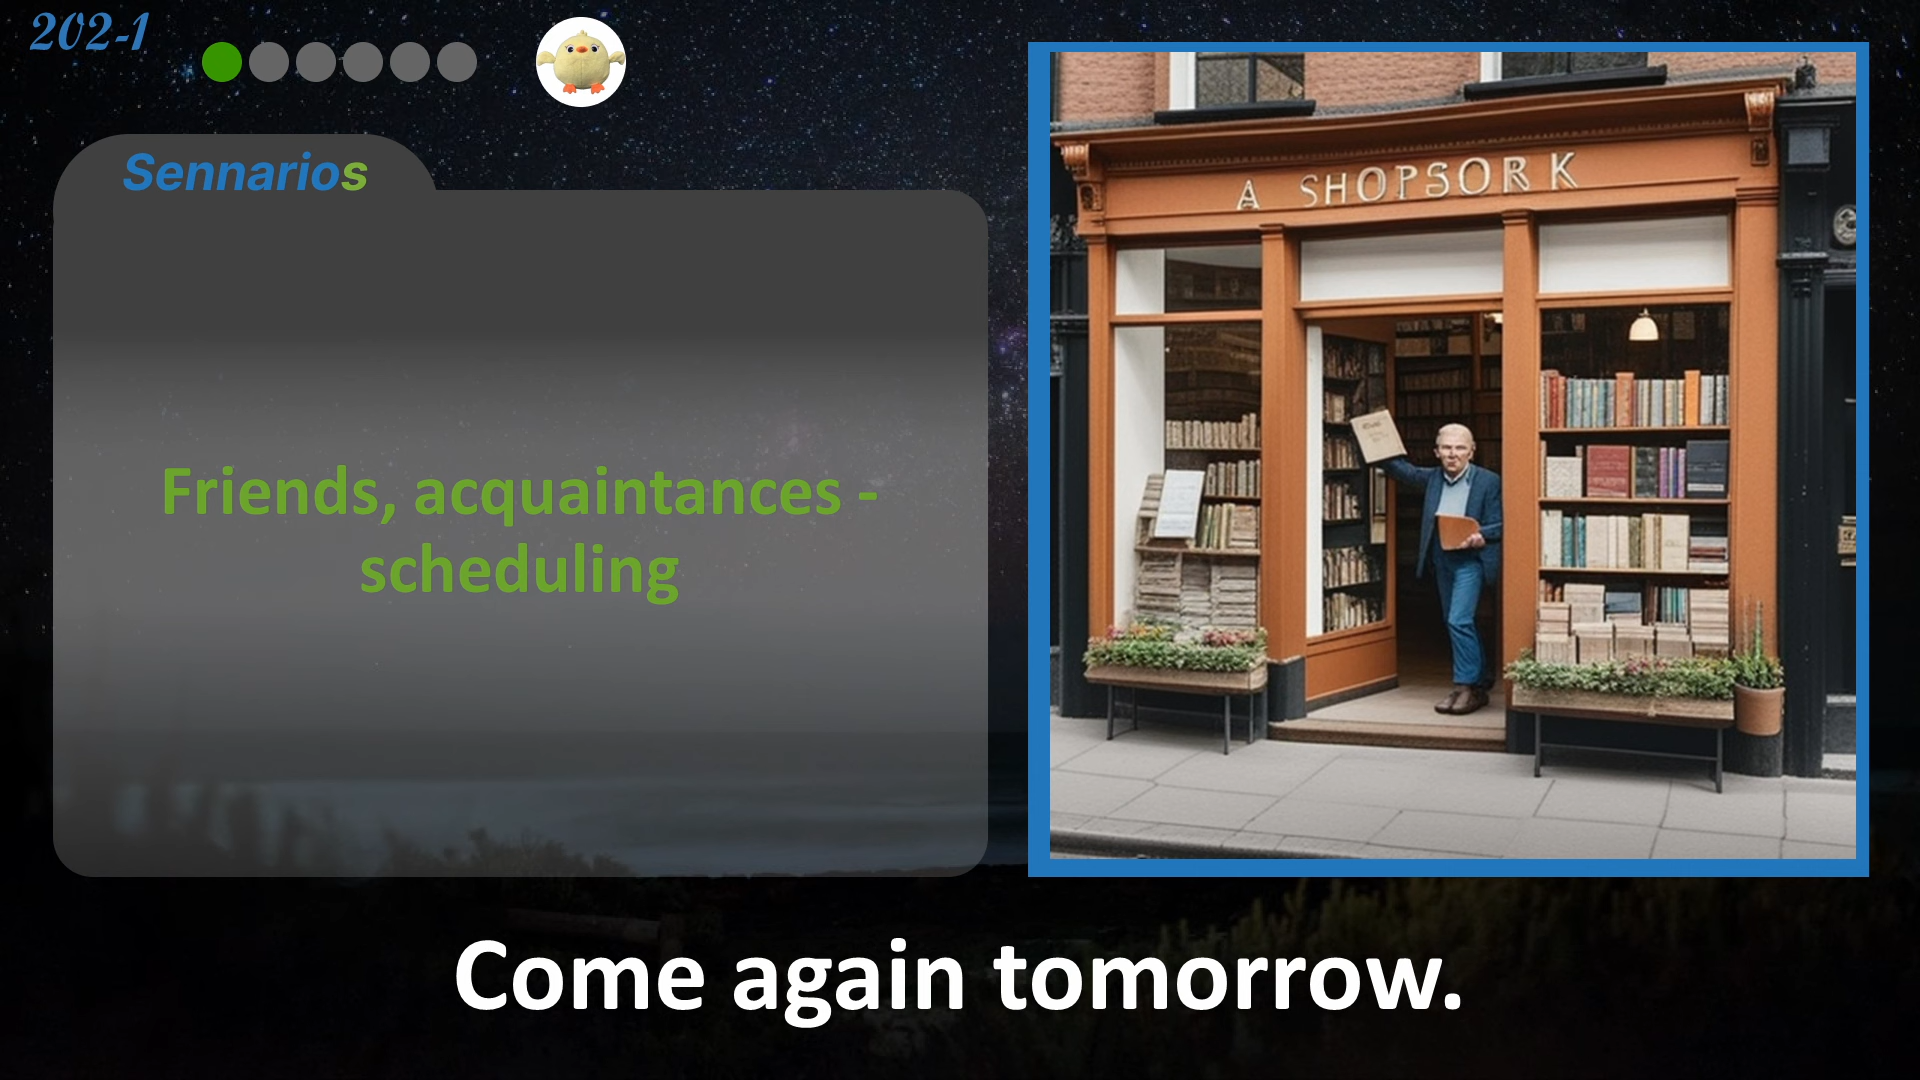 202-1
Sennarios
Friends, acquaintances -
scheduling
A SHOPSORK
Come again tomorrow.